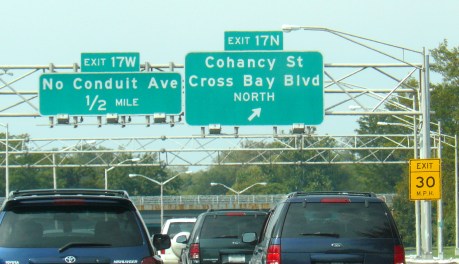 EXIT 17W
No Conduit Ave
1/2 MILE
EXIT 17N
Cohancy St
Cross Bay Blvd
NORTH
EXIT
30
M.P.H.